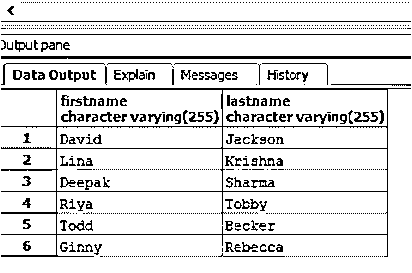 Output pane
Data Output Explain Messages History
firstname lastname
character varying(255) character varying(255)
1 David Jackson
2 Lina Krishna
3 Deepak Sharma
4 Riya Tobby
5 Todd Becker
6 Ginny Rebecca